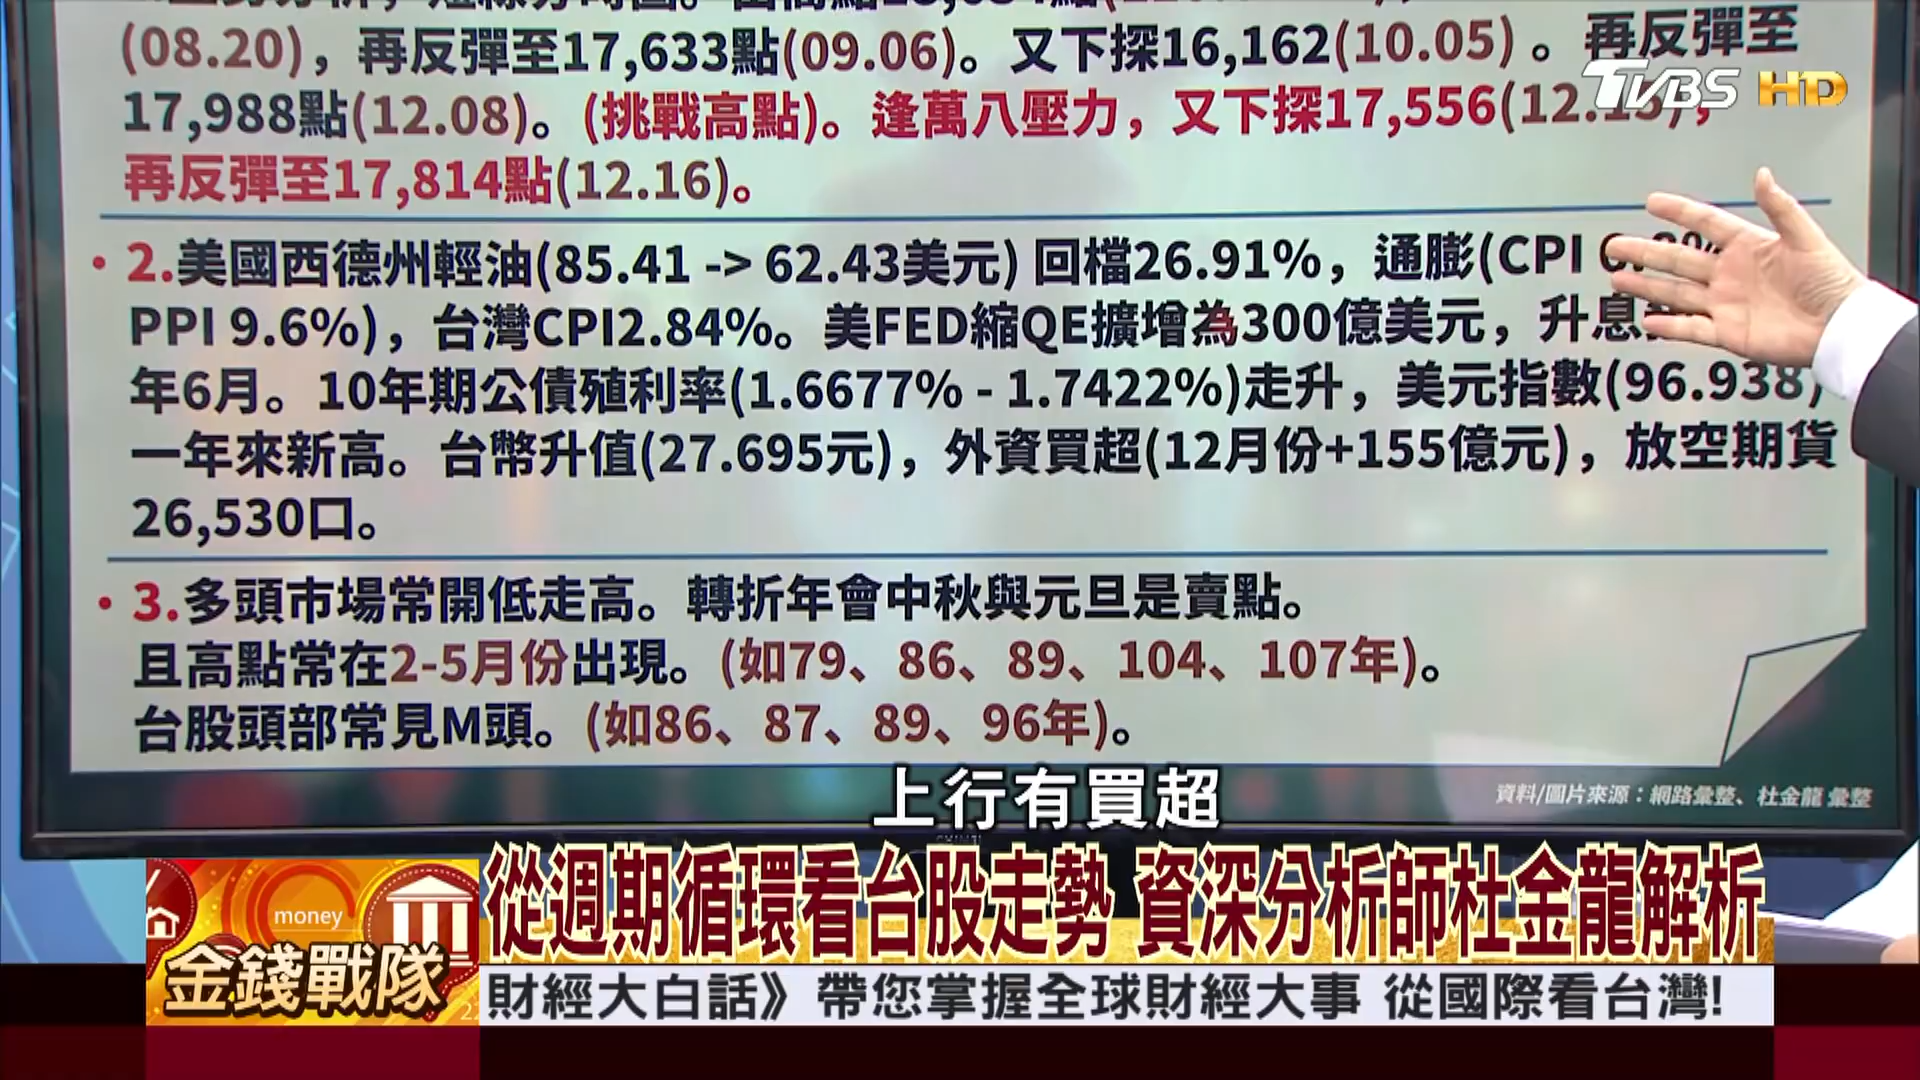 (08.20)，再反彈至17,633點(09.06)。又下探16,162(10.05)。再反彈至
TVBS HD
17,988點(12.08)。(挑戰高點)。逢萬八壓力，又下探17,556
再反彈至17,814點(12.16)。
• 2.美國西德州輕油(85.41 -> 62.43美元) 回檔26.91%，通膨(CPI
PPI 9.6%)，台灣CPI2.84%。美FED縮QE擴增為300億美元，升息
年6月。10年期公債殖利率(1.6677% - 1.7422%)走升，美元指數(96.938)
一年來新高。台幣升值(27.695元)，外資買超(12月份+155億元)，放空期貨
26,530口。
• 3.多頭市場常開低走高。轉折年會中秋與元旦是賣點。
且高點常在2-5月份出現。(如79、86、89、104、107年)。
台股頭部常見M頭。(如86、87、89、96年)。
資料/圖片來源：網路彙整、杜金龍 彙整
上行有買超
money
金錢戰隊
從週期循環看台股走勢 資深分析師杜金龍解析
財經大白話》帶您掌握全球財經大事 從國際看台灣!